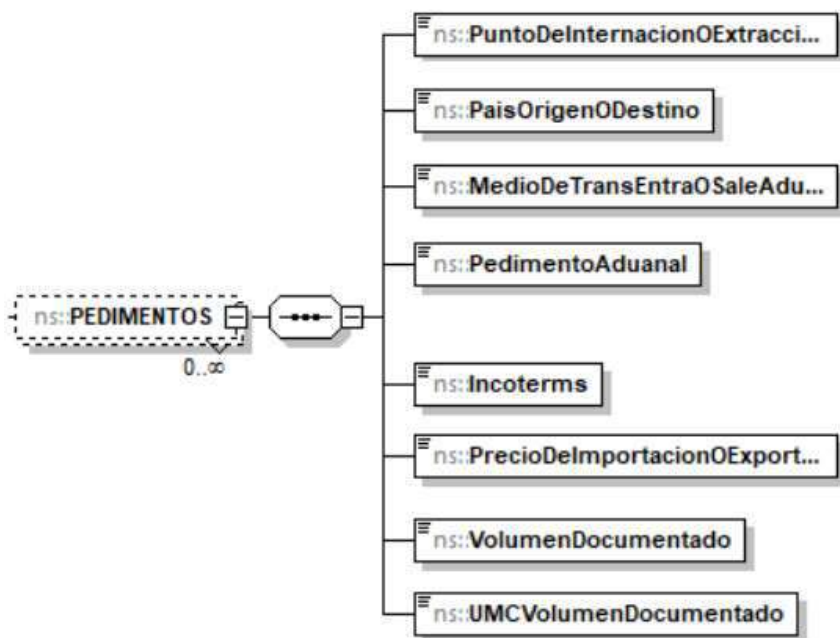 ns::PuntoDeInternacionOExtracci...
ns::PaisOrigenODestino
ns::MedioDeTransEntraOSaleAdu...
ns::PedimentoAduanal
ns::PEDIMENTOS
0..∞
ns::Incoterms
ns::PrecioDeImportacionOExport...
ns::VolumenDocumentado
ns::UMCVolumenDocumentado